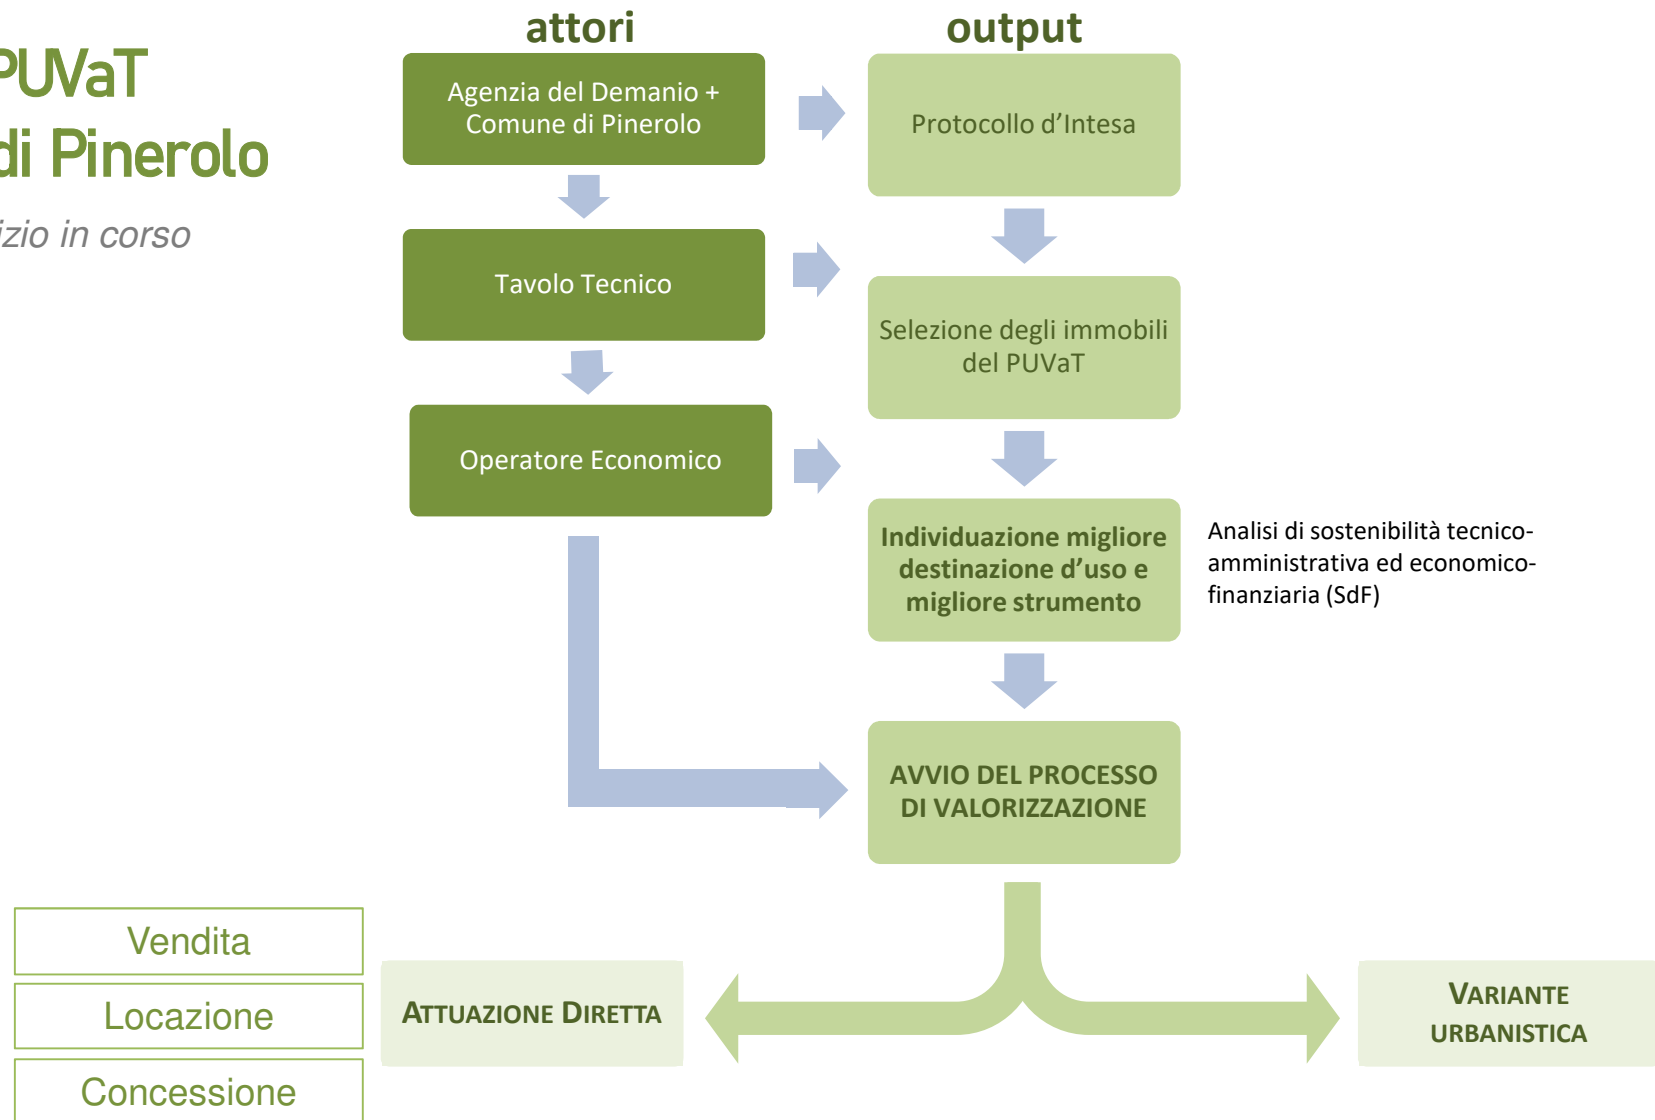 PUVaT
di Pinerolo
izio in corso
attori
output
Agenzia del Demanio +
Comune di Pinerolo
Protocollo d’Intesa
Tavolo Tecnico
Selezione degli immobili
del PUVaT
Operatore Economico
Individuazione migliore
destinazione d’uso e
migliore strumento
Analisi di sostenibilità tecnico-
amministrativa ed economico-
finanziaria (SdF)
AVVIO DEL PROCESSO
DI VALORIZZAZIONE
Vendita
Locazione
Concessione
ATTUAZIONE DIRETTA
VARIANTE
URBANISTICA